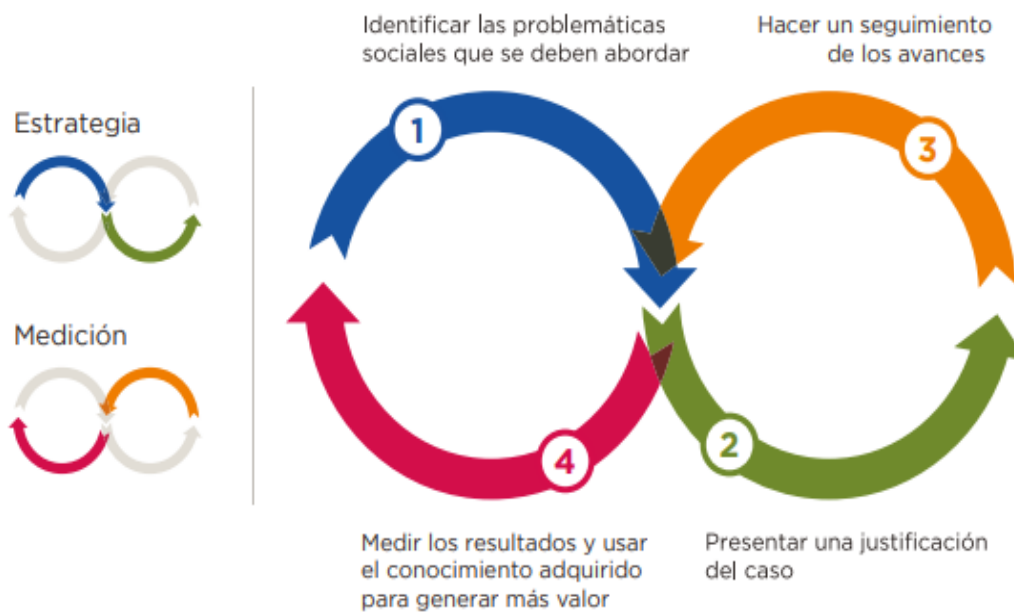 Estrategia
Medición
Identificar las problemáticas
sociales que se deben abordar
1
Hacer un seguimiento
de los avances
3
4
Medir los resultados y usar
el conocimiento adquirido
para generar más valor
2
Presentar una justificación
del caso